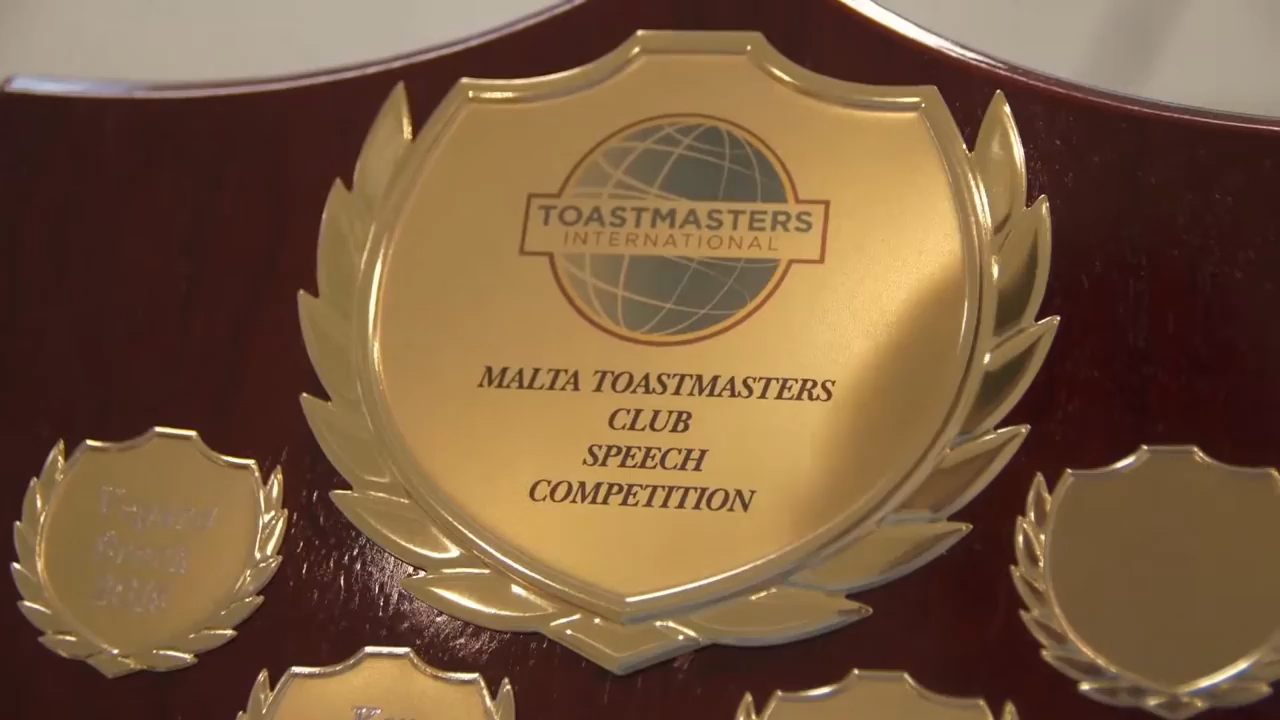 TOASTMASTERS
INTERNATIONAL
MALTA TOASTMASTERS
CLUB
SPEECH
COMPETITION